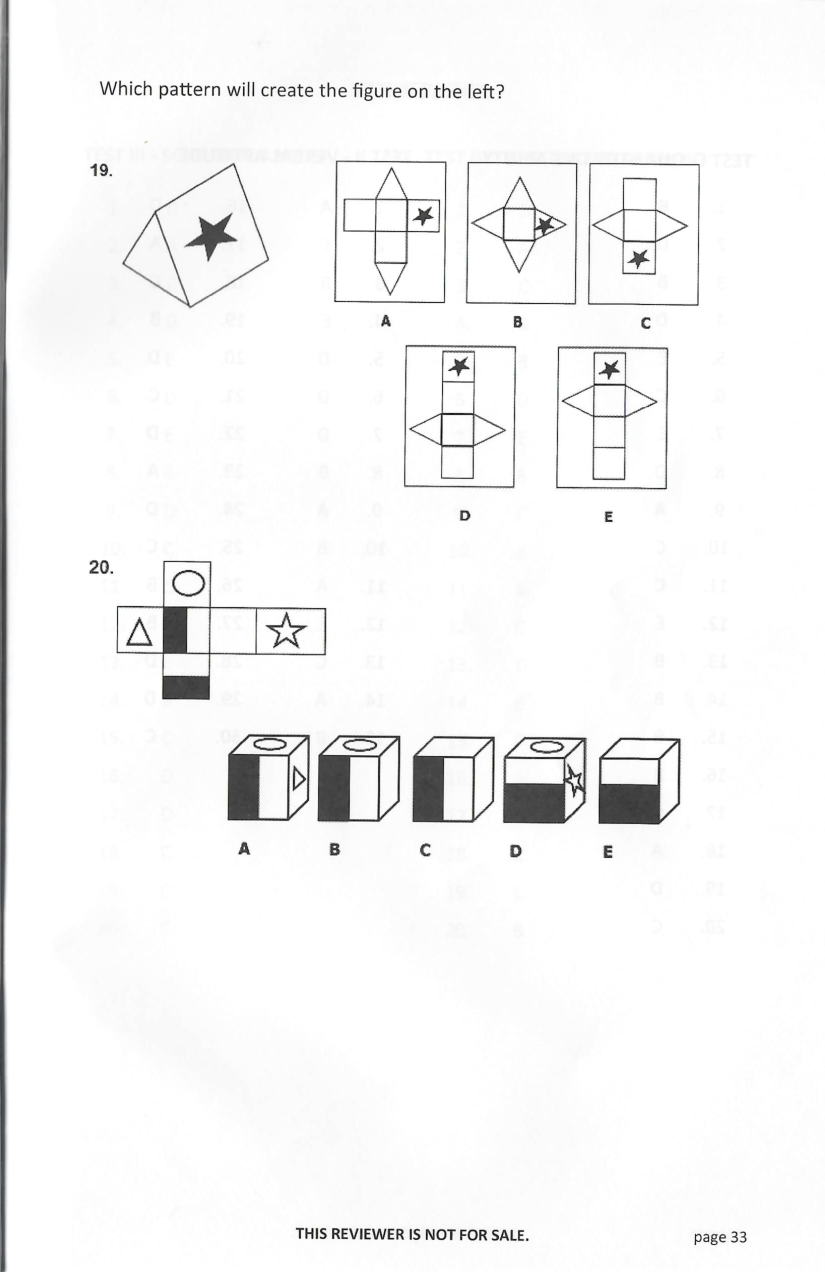 Which pattern will create the figure on the left?
19.
A
B
C
D
E
20.
A
B
C
D
E
THIS REVIEWER IS NOT FOR SALE.
page 33